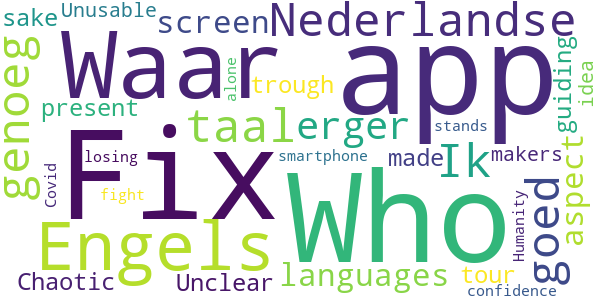 sake Unusable screen Nederlandse
Waar app
genoeg present alone trough guiding idea
taal erger stands
Fix losing smartphone made Ik makers aspect
Covid fight Who Humanity goed
Engels languages tour
Chaotic Unclear confidence